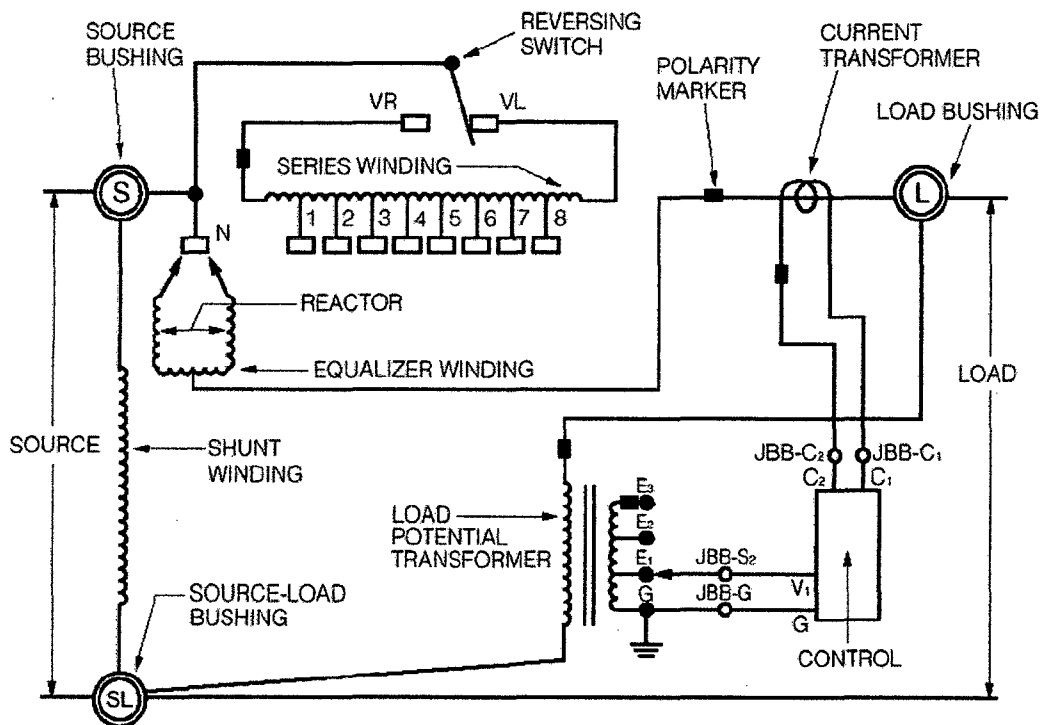 SOURCE
BUSHING
REVERSING
SWITCH
CURRENT
TRANSFORMER
POLARITY
MARKER
LOAD BUSHING
VR
VL
SERIES WINDING
S
L
1 2 3 4 5 6 7 8
N
REACTOR
EQUALIZER WINDING
LOAD
SOURCE
SHUNT
WINDING
JBB-C₂
JBB-C₁
C₂
C₁
LOAD
POTENTIAL
TRANSFORMER
E₃
E₂
E₁
JBB-S₂
V₁
G
JBB-G
G
CONTROL
SOURCE-LOAD
BUSHING
SL